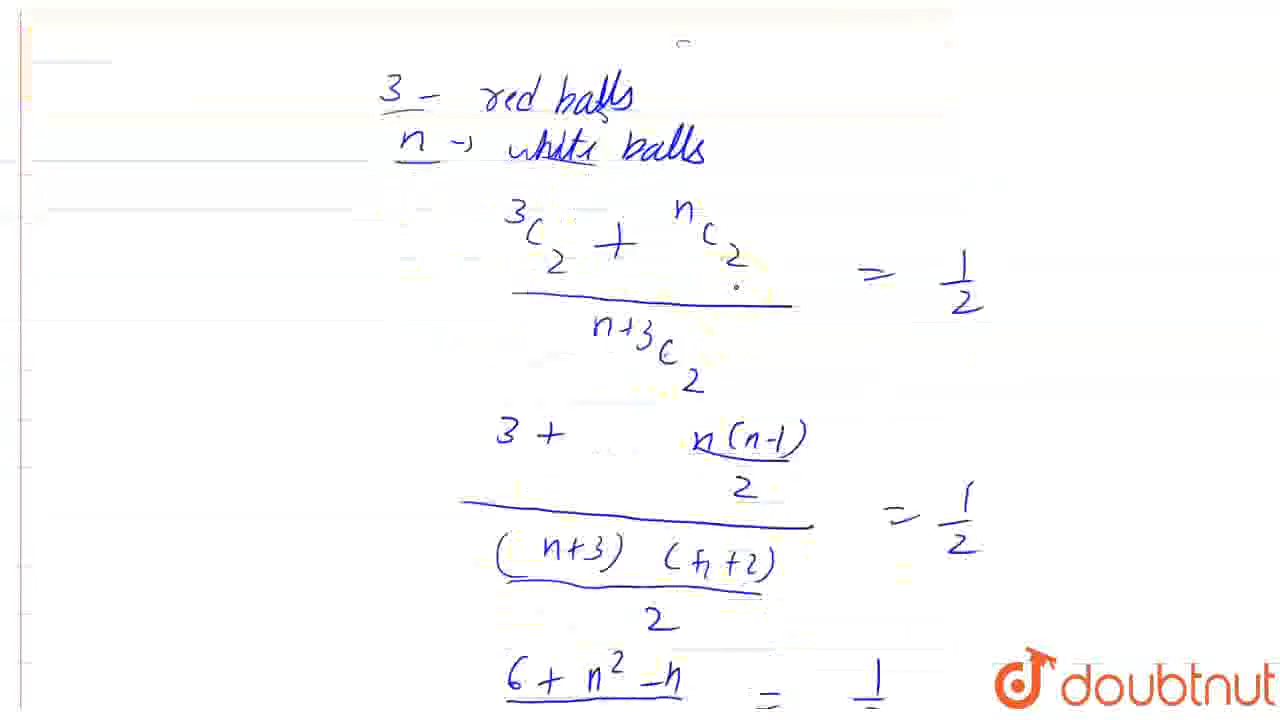 3 - red balls
n → white balls
³C₂ + ⁿC₂ = 1/2
ⁿ⁺³C₂
3 + n(n-1)/2 = 1/2
(n+3) (n+2)
2
6 + n² - n = 1
doubtnut